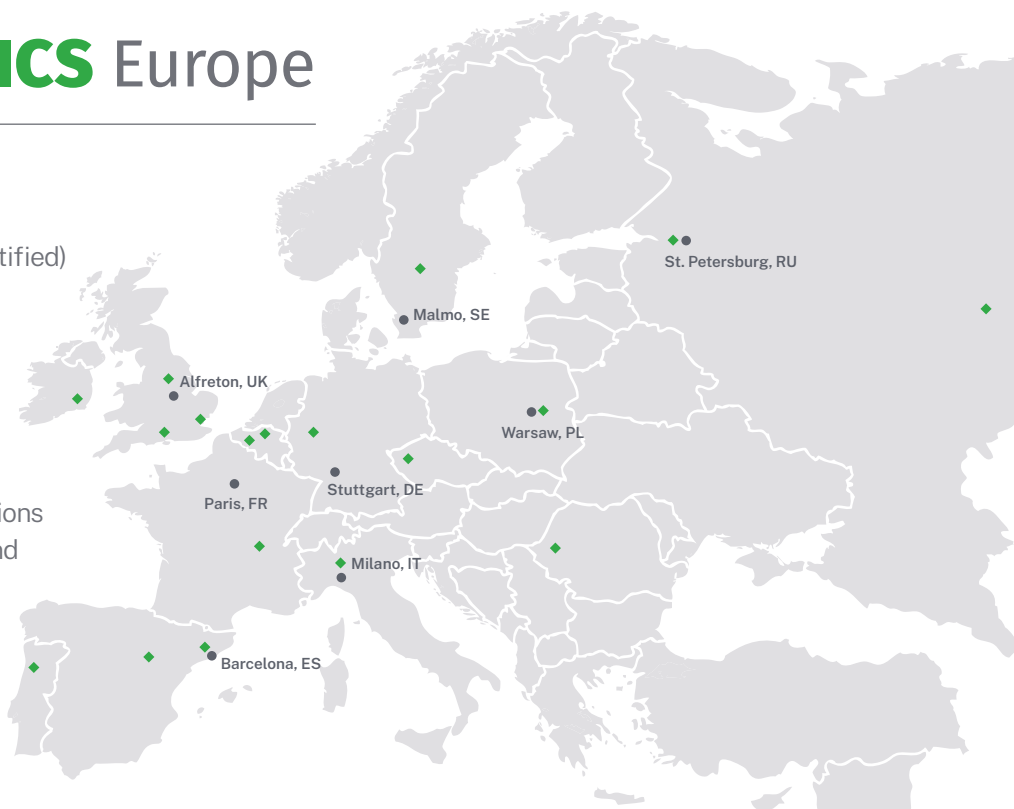 ICS Europe
tified)
St. Petersburg, RU
Malmo, SE
Alfreton, UK
Warsaw, PL
Stuttgart, DE
Paris, FR
ions
nd
Milano, IT
Barcelona, ES